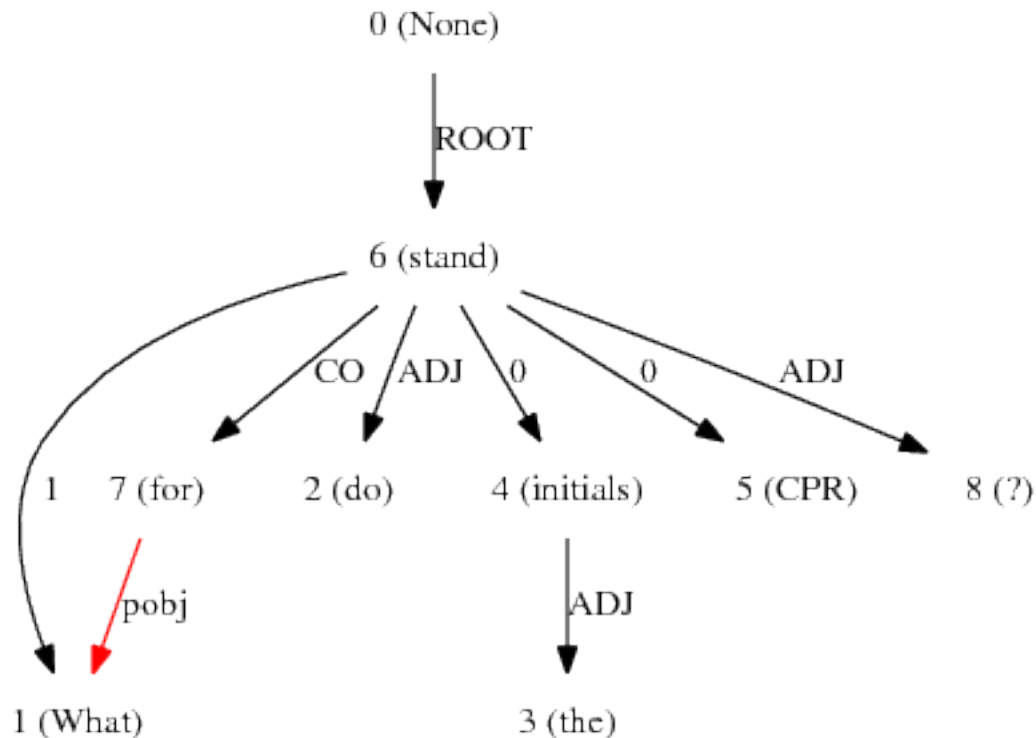 0 (None)
ROOT
6 (stand)
CO ADJ 0 0 ADJ
1 7 (for) 2 (do) 4 (initials) 5 (CPR) 8 (?)
pobj ADJ
1 (What) 3 (the)